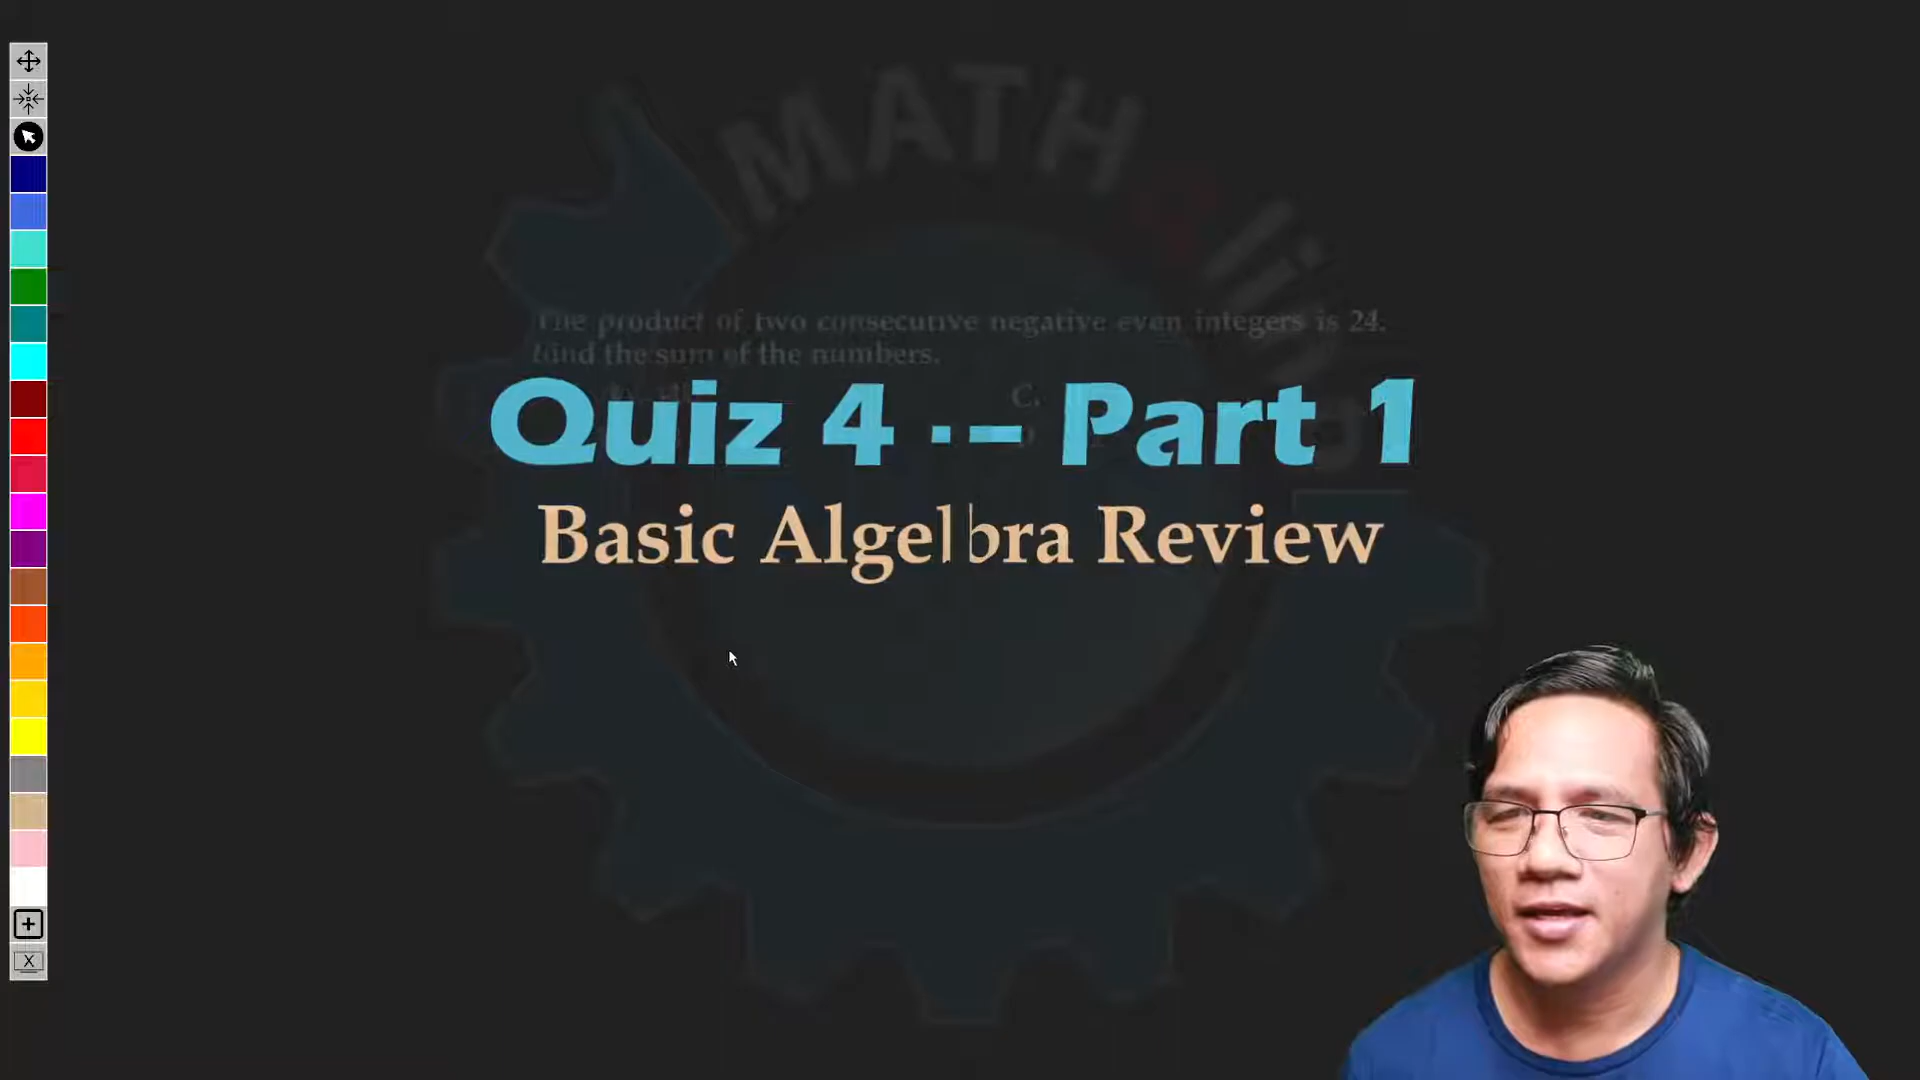 MATH
The product of two consecutive negative even integers is 24.
Find the sum of the numbers.
C.
Quiz 4 – Part 1
Basic Algebra Review
X